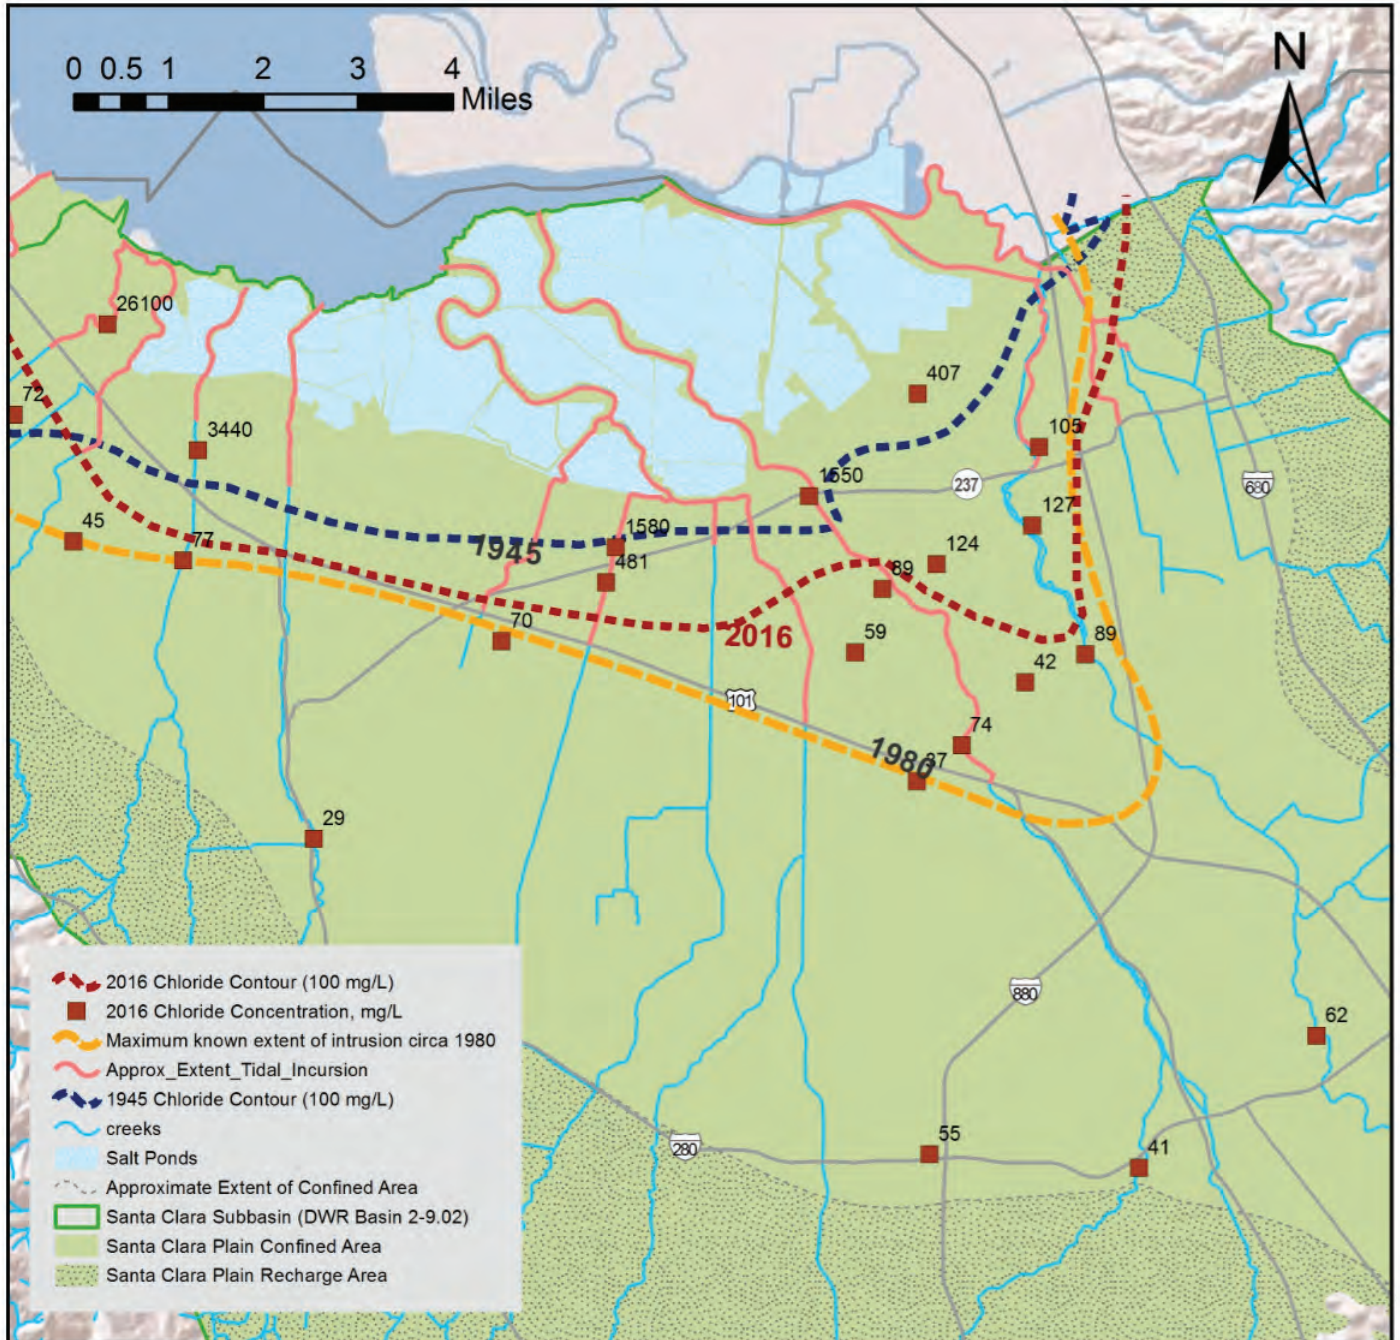 0 0.5 1 2 3 4
Miles
N
26100
72
3440
407
105
1550
237
680
127
1580
1945
124
45
77
481
89
70
2016
59
89
42
101
74
1980
37
29
880
62
55
41
280
2016 Chloride Contour (100 mg/L)
2016 Chloride Concentration, mg/L
Maximum known extent of intrusion circa 1980
Approx_Extent_Tidal_Incursion
1945 Chloride Contour (100 mg/L)
creeks
Salt Ponds
Approximate Extent of Confined Area
Santa Clara Subbasin (DWR Basin 2-9.02)
Santa Clara Plain Confined Area
Santa Clara Plain Recharge Area